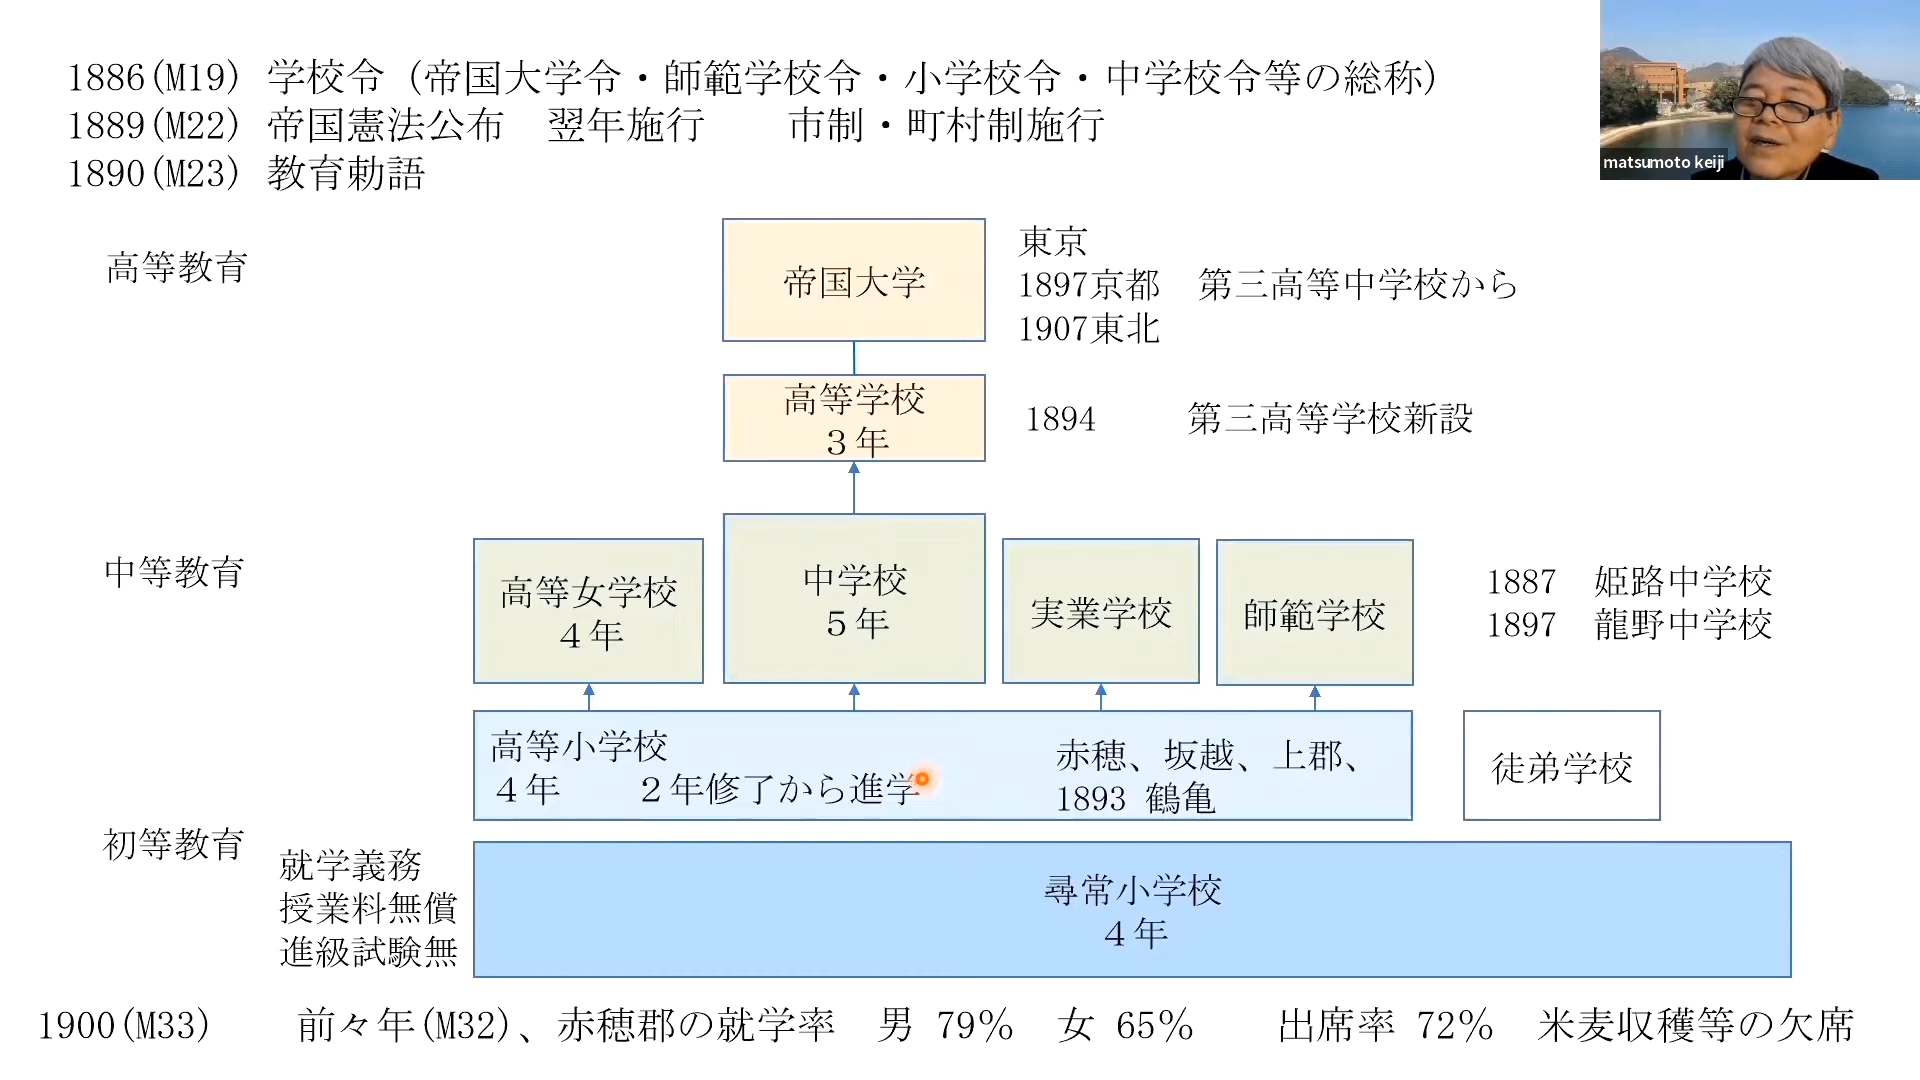 1886(M19) 学校令（帝国大学令・師範学校令・小学校令・中学校令等の総称）
1889(M22) 帝国憲法公布 翌年施行 市制・町村制施行
1890(M23) 教育勅語
matsumoto keiji
高等教育
帝国大学
東京
1897京都 第三高等中学校から
1907東北
高等学校
３年
1894 第三高等学校新設
中等教育
高等女学校
４年
中学校
５年
実業学校
師範学校
1887 姫路中学校
1897 龍野中学校
高等小学校
４年 ２年修了から進学
赤穂、坂越、上郡、
1893 鶴亀
徒弟学校
初等教育
就学義務
授業料無償
進級試験無
尋常小学校
４年
1900(M33) 前々年(M32)、赤穂郡の就学率 男 79% 女 65% 出席率 72% 米麦収穫等の欠席